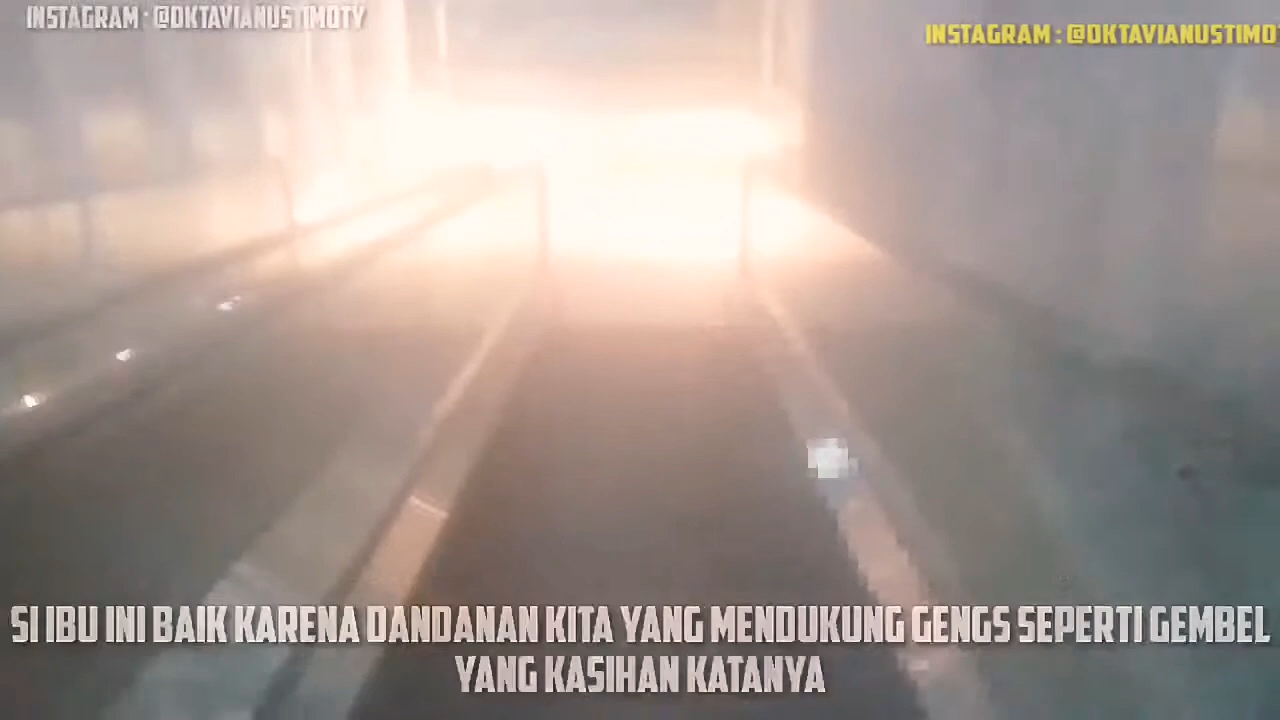 INSTAGRAM : @OKTAVIANUSTIMOTY
INSTAGRAM : @OKTAVIANUSTIMO
SI IBU INI BAIK KARENA DANDANAN KITA YANG MENDUKUNG GENGS SEPERTI GEMBEL
YANG KASIHAN KATANYA